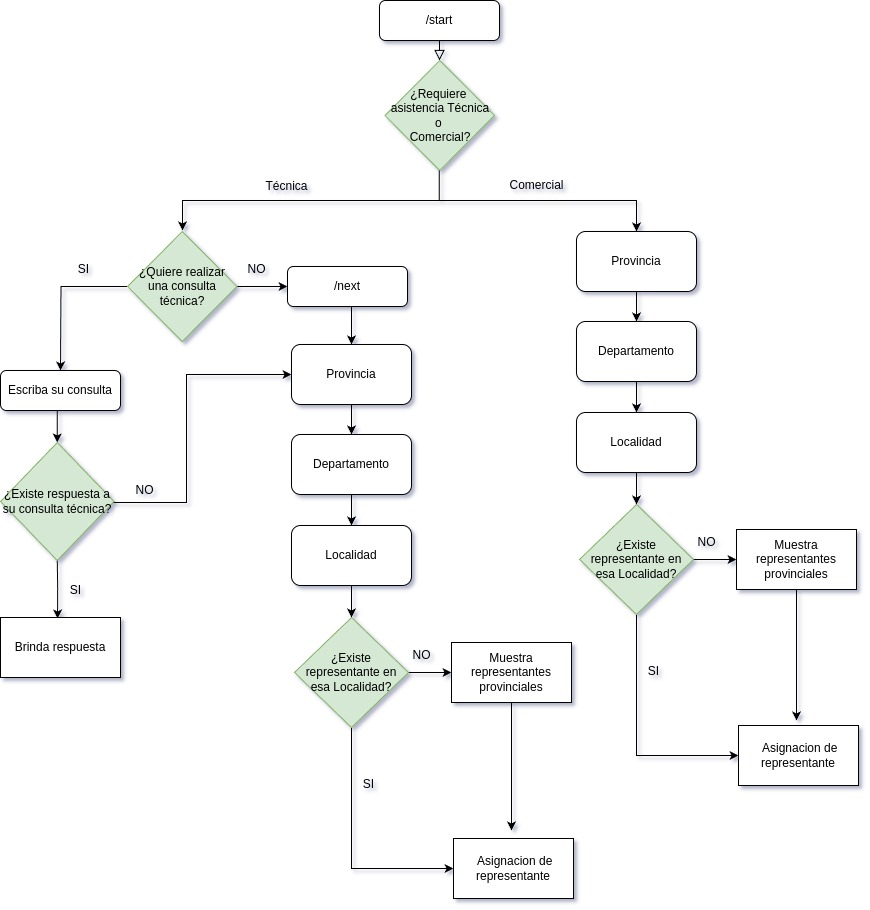 /start
¿Requiere
asistencia Técnica
o
Comercial?
Técnica
Comercial
¿Quiere realizar
una consulta
técnica?
SI
NO
/next
Provincia
Departamento
Localidad
¿Existe
representante en
esa Localidad?
NO
Muestra
representantes
provinciales
SI
Asignacion de
representante
Escriba su consulta
¿Existe respuesta a
su consulta técnica?
NO
SI
Brinda respuesta
Provincia
Departamento
Localidad
¿Existe
representante en
esa Localidad?
NO
Muestra
representantes
provinciales
SI
Asignacion de
representante